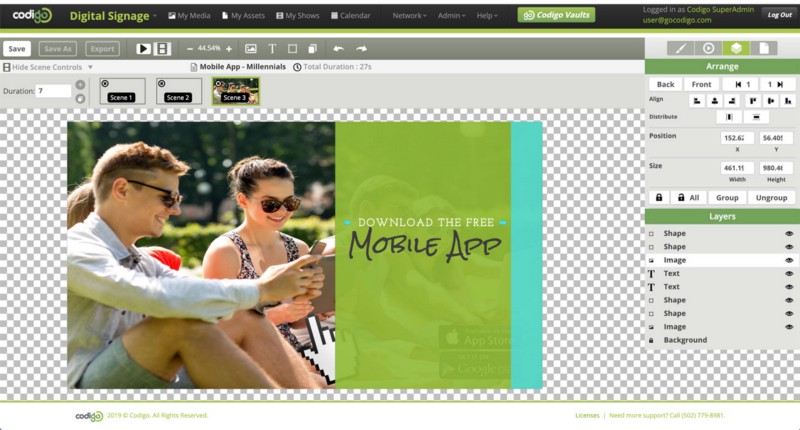 codigo Digital Signage My Media My Assets My Shows Calendar Network Admin Help go Codigo Vaults Logged in as Codigo SuperAdmin
user@gocodigo.com Log Out
Save Save As Export 44.54%
Hide Scene Controls Mobile App - Millennials Total Duration : 27s
Duration: 7 Scene 1 Scene 2 Scene 3
DOWNLOAD THE FREE
Mobile App
App Store
Google
Arrange
Back Front 1 1
Align
Distribute
Position 152.62 56.405
X Y
Size 461.19 980.46
Width Height
All Group Ungroup
Layers
Shape
Shape
Image
Text
Text
Shape
Shape
Image
Background
codigo 2019 © Codigo. All Rights Reserved. Licenses | Need more support? Call (502) 779-8981.